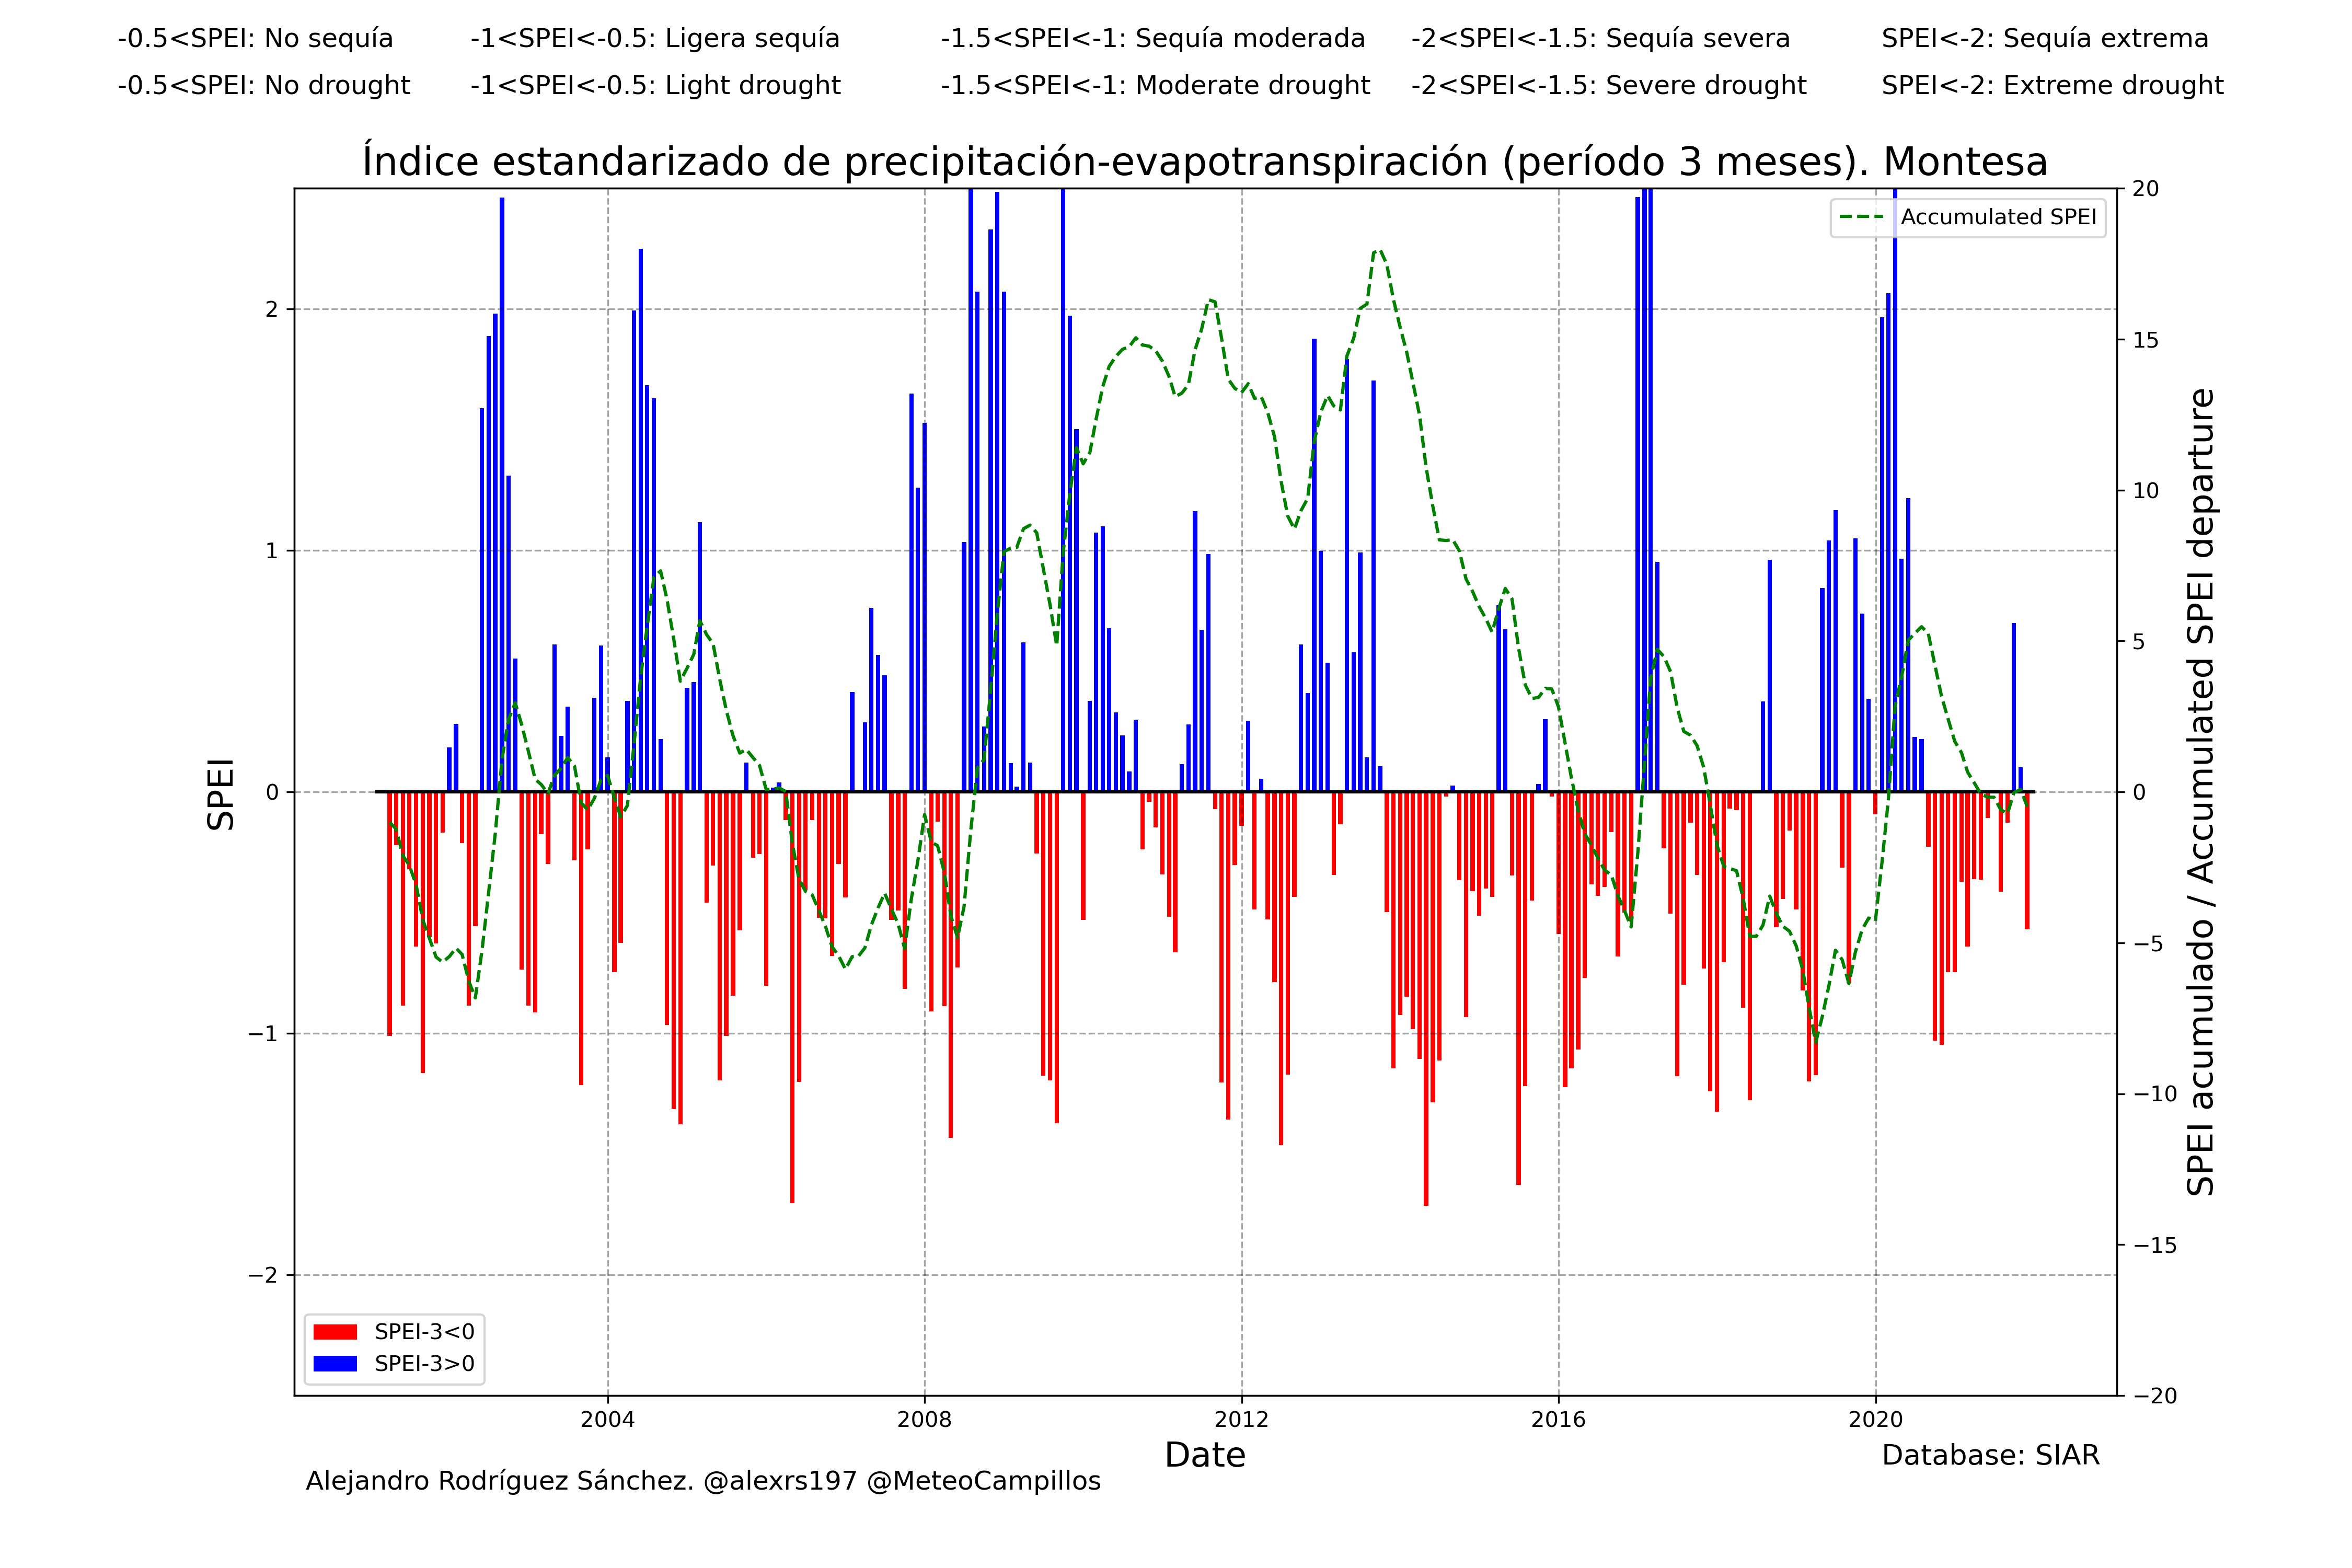 -0.5<SPEI: No sequía -1<SPEI<-0.5: Ligera sequía -1.5<SPEI<-1: Sequía moderada -2<SPEI<-1.5: Sequía severa SPEI<-2: Sequía extrema
-0.5<SPEI: No drought -1<SPEI<-0.5: Light drought -1.5<SPEI<-1: Moderate drought -2<SPEI<-1.5: Severe drought SPEI<-2: Extreme drought
Índice estandarizado de precipitación-evapotranspiración (período 3 meses). Montesa
Accumulated SPEI
SPEI
2
1
0
−1
−2
20
15
10
5
0
−5
−10
−15
−20
SPEI acumulado / Accumulated SPEI departure
SPEI-3<0
SPEI-3>0
2004 2008 2012 2016 2020
Date
Database: SIAR
Alejandro Rodríguez Sánchez. @alexrs197 @MeteoCampillos